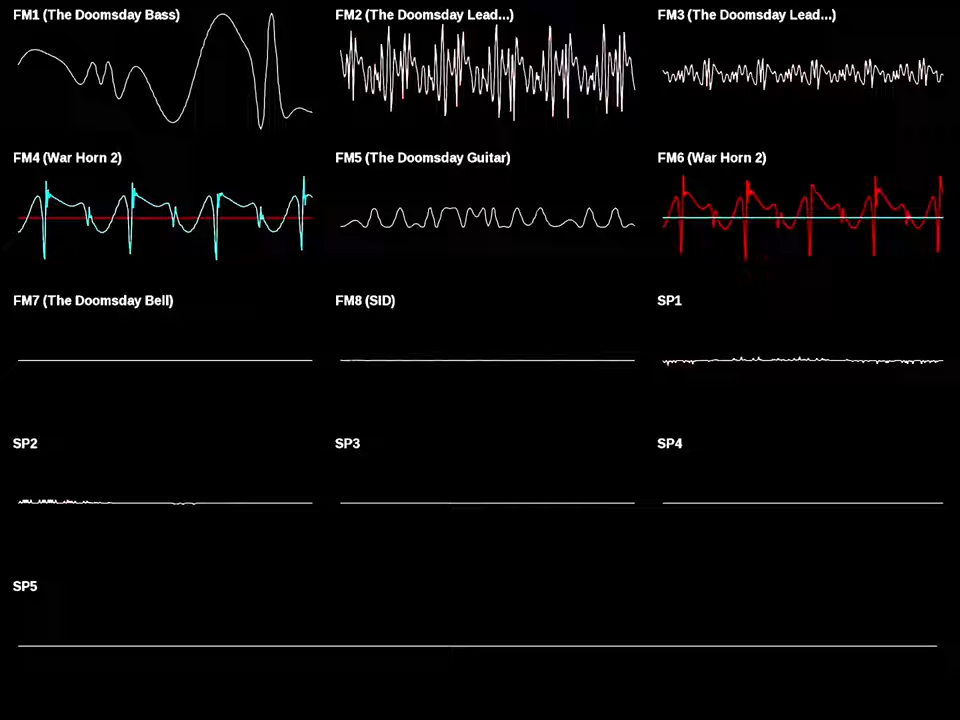 FM1 (The Doomsday Bass)
FM2 (The Doomsday Lead...)
FM3 (The Doomsday Lead...)
FM4 (War Horn 2)
FM5 (The Doomsday Guitar)
FM6 (War Horn 2)
FM7 (The Doomsday Bell)
FM8 (SID)
SP1
SP2
SP3
SP4
SP5